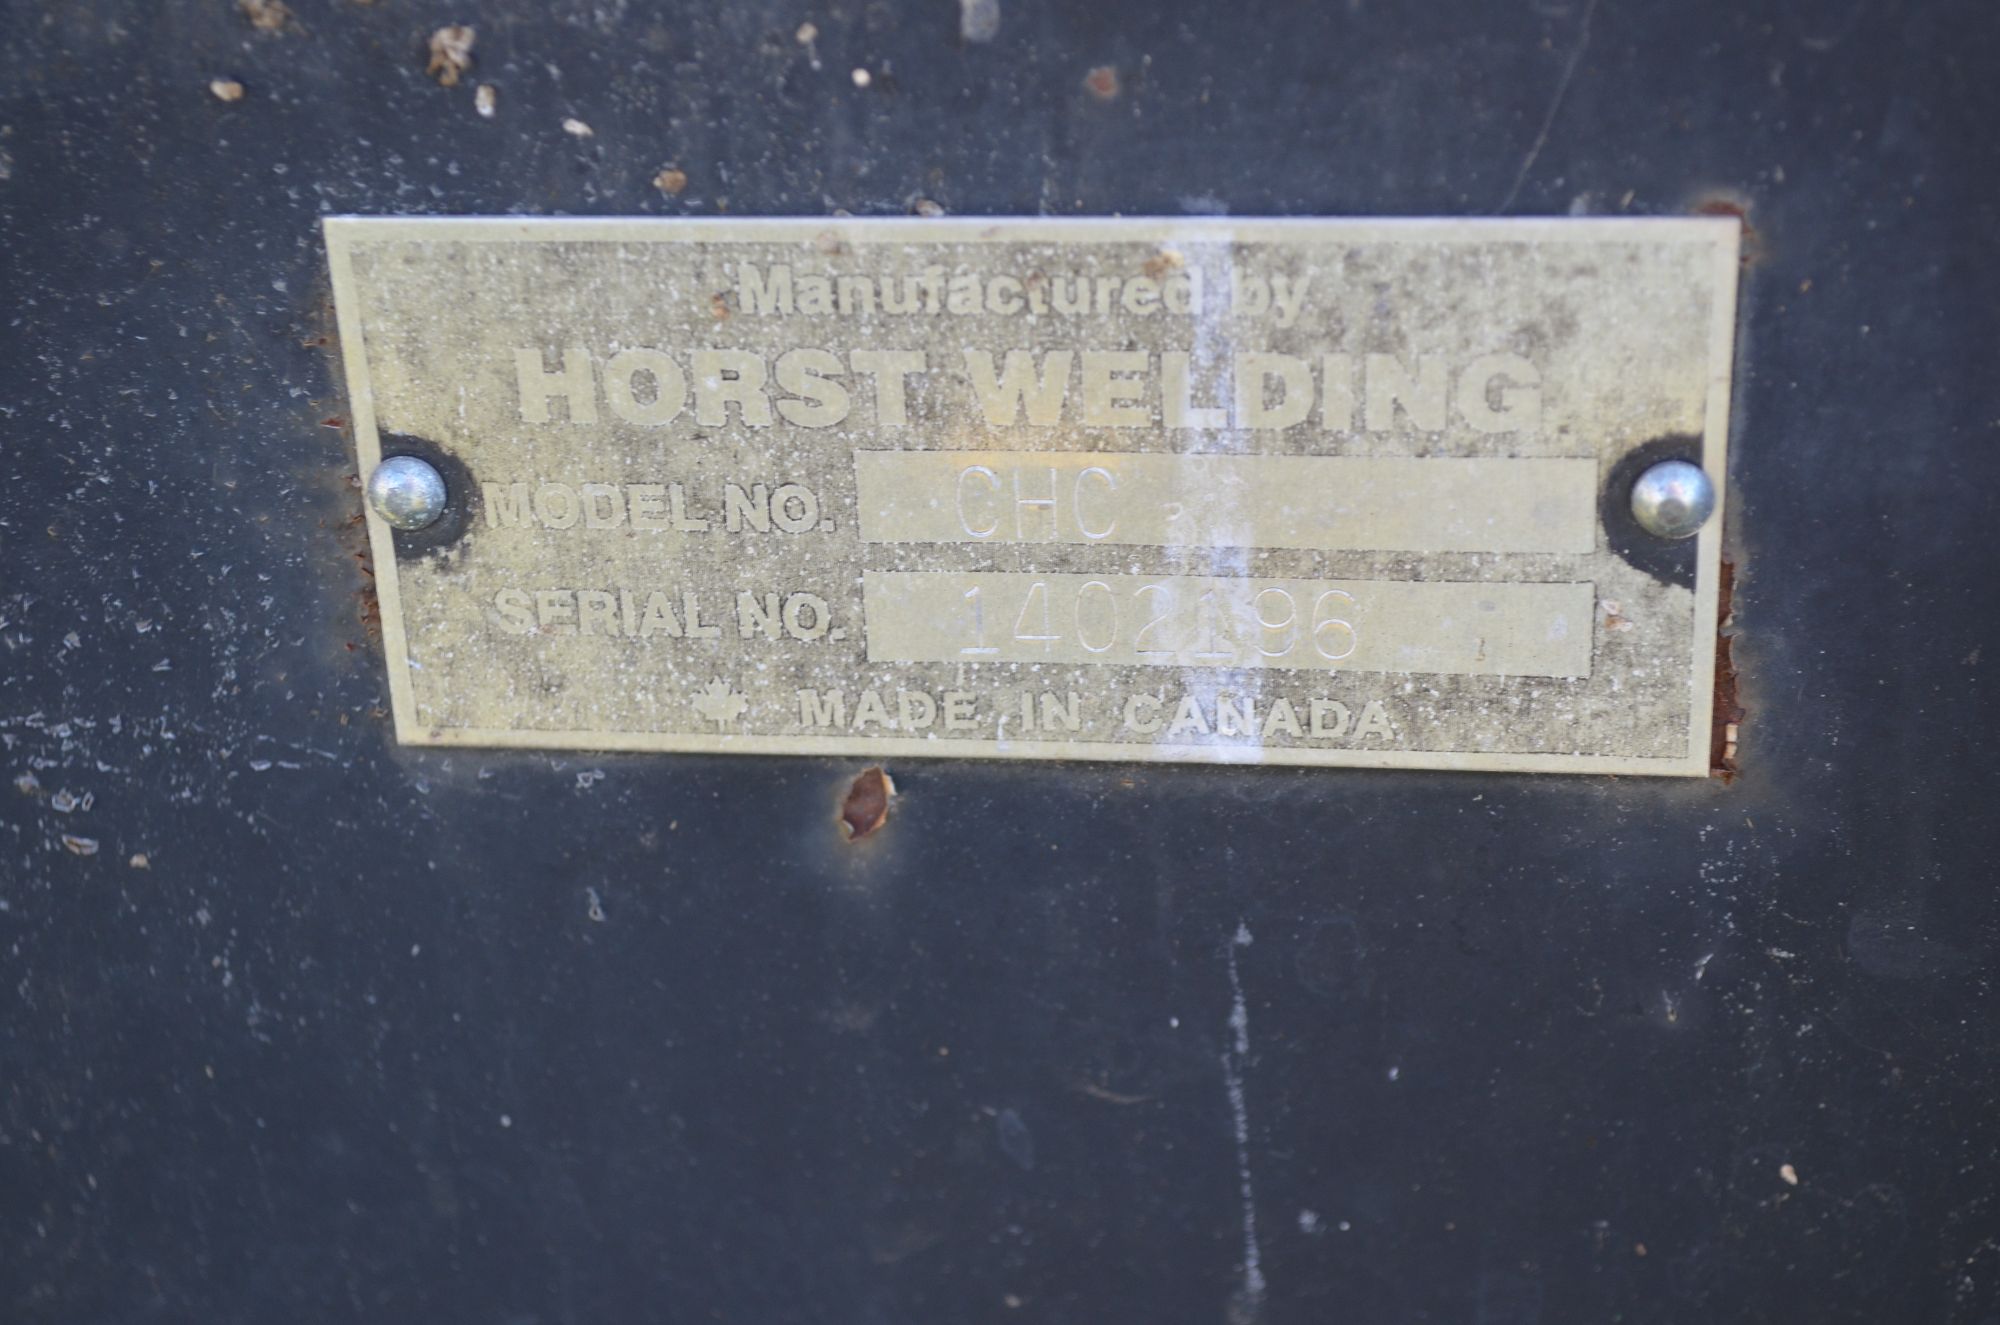 Manufactured by
HORST WELDING
MODEL NO. CHC
SERIAL NO. 1402196
MADE IN CANADA